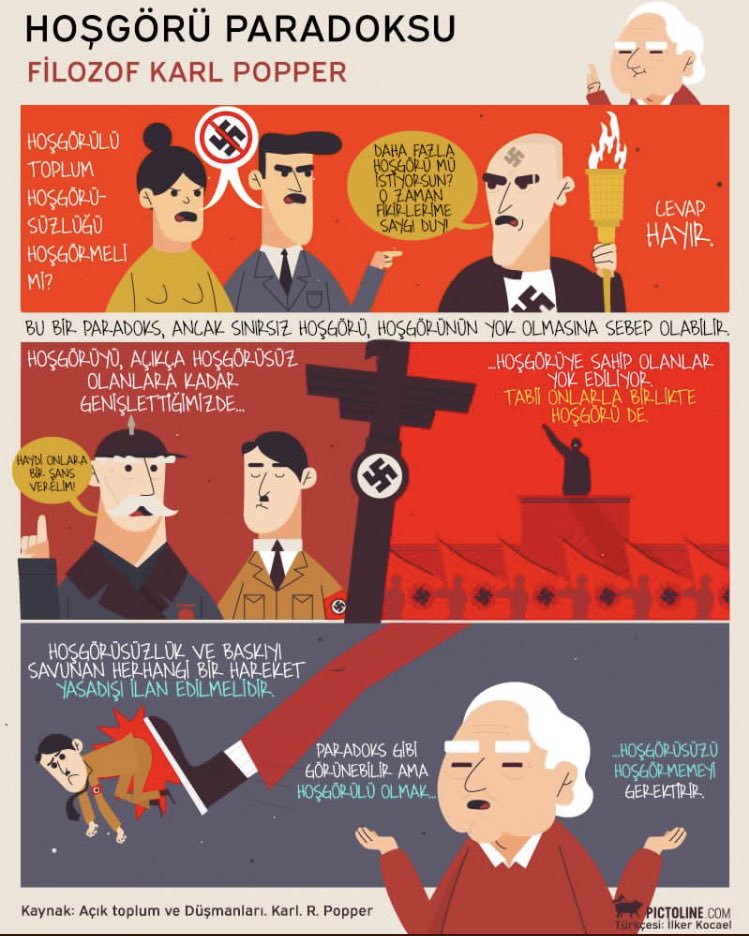 HOŞGÖRÜ PARADOKSU
FİLOZOF KARL POPPER
HOŞGÖRÜLÜ
TOPLUM
HOŞGÖRÜ-
SÜZLÜĞÜ
HOŞGÖRMELİ
Mİ?
DAHA FAZLA
HOŞGÖRÜ MÜ
İSTİYORSUN?
O ZAMAN
FİKİRLERİME
SAYGI DUY!
CEVAP
HAYIR.
BU BİR PARADOKS, ANCAK SINIRSIZ HOŞGÖRÜ, HOŞGÖRÜNÜN YOK OLMASINA SEBEP OLABİLİR.
HOŞGÖRÜYÜ, AÇIKÇA HOŞGÖRÜSÜZ
OLANLARA KADAR
GENİŞLETTİĞİMİZDE...
HAYDİ ONLARA
BİR ŞANS
VERELİM!
...HOŞGÖRÜYE SAHİP OLANLAR
YOK EDİLİYOR.
TABİİ ONLARLA BİRLİKTE
HOŞGÖRÜ DE.
HOŞGÖRÜSÜZLÜK VE BASKIYI
SAVUNAN HERHANGİ BİR HAREKET
YASADIŞI İLAN EDİLMELİDİR.
PARADOKS GİBİ
GÖRÜNEBİLİR AMA
HOŞGÖRÜLÜ OLMAK...
...HOŞGÖRÜSÜZÜ
HOŞGÖRMEMEYİ
GEREKTİRİR.
Kaynak: Açık toplum ve Düşmanları. Karl. R. Popper
PICTOLINE.COM
Türkçesi: İlker Kocael